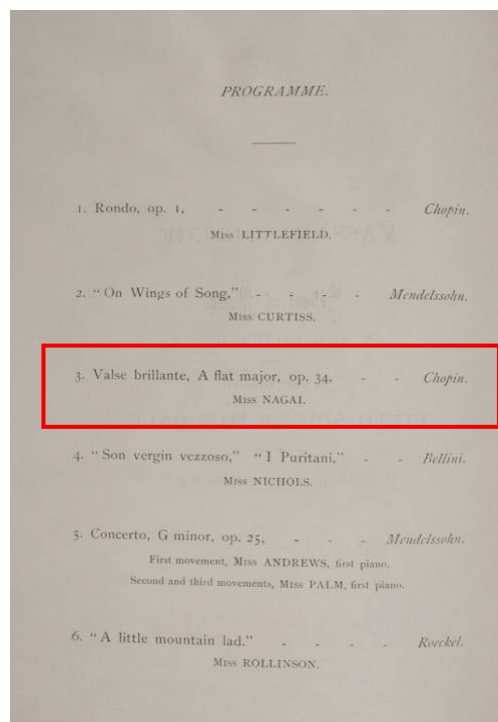 PROGRAMME.
1. Rondo, op. 1, - - - - - - Chopin.
Miss LITTLEFIELD.
2. “On Wings of Song,” - - - - Mendelssohn.
Miss CURTISS.
3. Valse brillante, A flat major, op. 34, - - Chopin.
Miss NAGAI.
4. “Son vergin vezzoso,” “I Puritani,” - - Bellini.
Miss NICHOLS.
5. Concerto, G minor, op. 25, - - - Mendelssohn.
First movement, Miss ANDREWS, first piano.
Second and third movements, Miss PALM, first piano.
6. “A little mountain lad,” - - - - Roeckel.
Miss ROLLINSON.